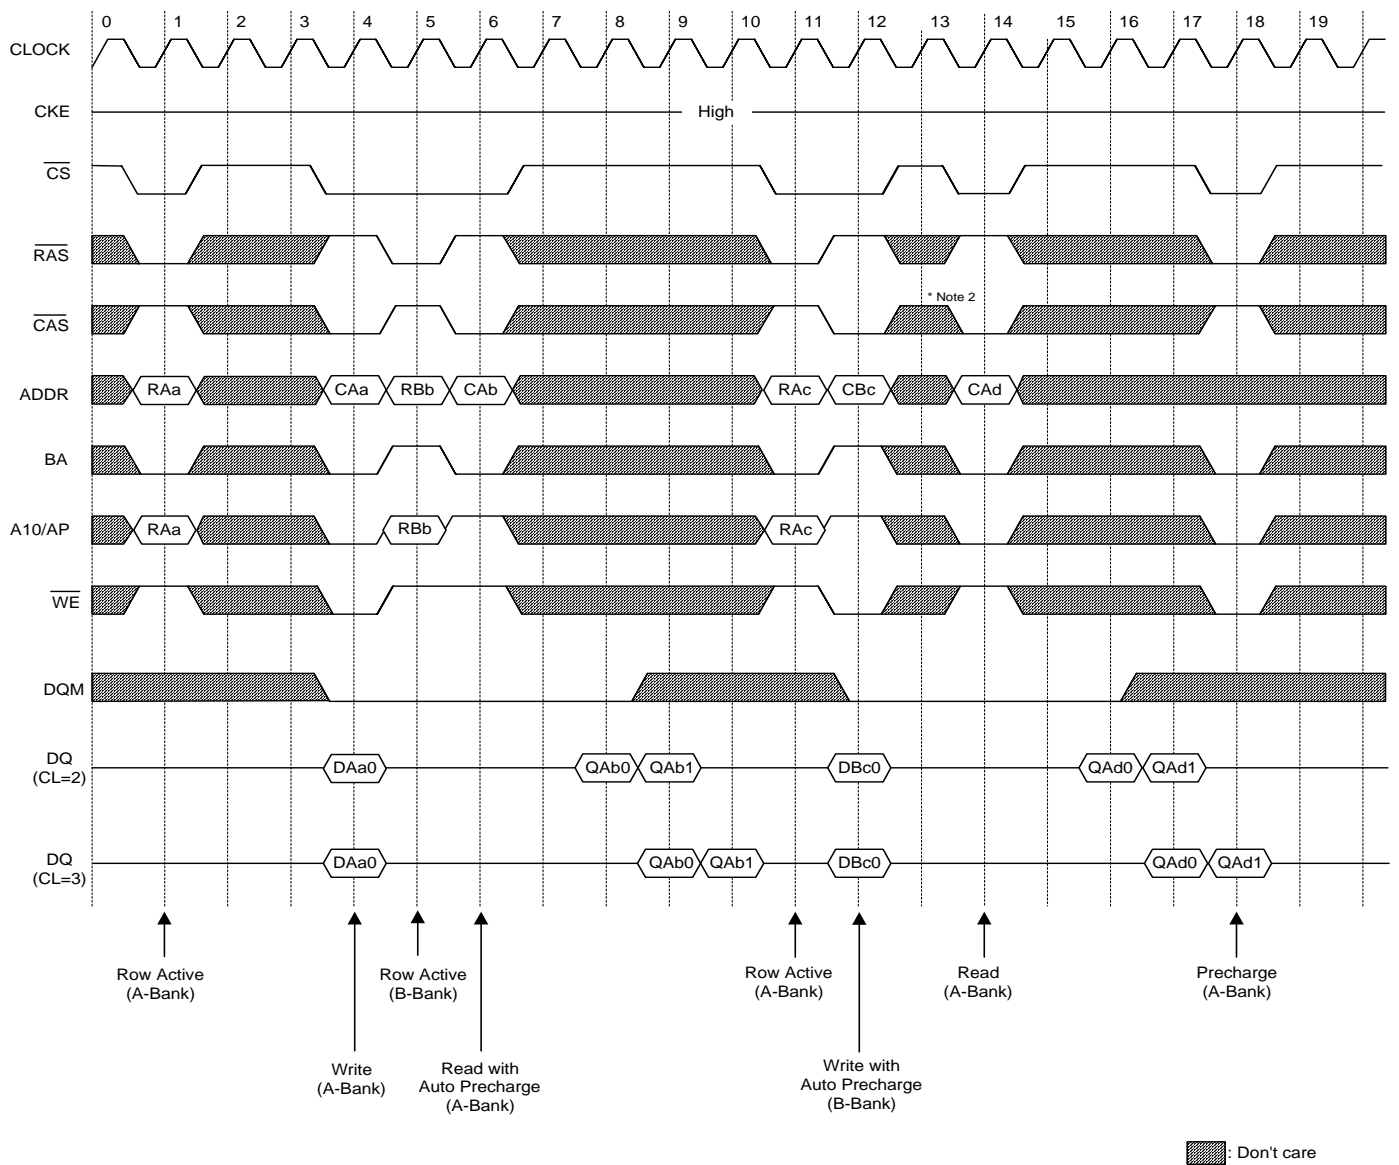 0 1 2 3 4 5 6 7 8 9 10 11 12 13 14 15 16 17 18 19
CLOCK
CKE
High
CS
RAS
CAS
* Note 2
ADDR
RAa CAa RBb CAb RAc CBc CAd
BA
A10/AP
RAa RBb RAc
WE
DQM
DQ
(CL=2)
DAa0 QAb0 QAb1 DBc0 QAd0 QAd1
DQ
(CL=3)
DAa0 QAb0 QAb1 DBc0 QAd0 QAd1
Row Active
(A-Bank)
Row Active
(B-Bank)
Row Active
(A-Bank)
Read
(A-Bank)
Precharge
(A-Bank)
Write
(A-Bank)
Read with
Auto Precharge
(A-Bank)
Write with
Auto Precharge
(B-Bank)
: Don't care